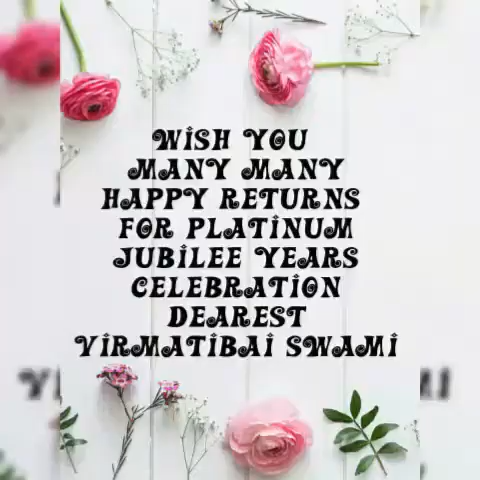 WISH YOU
MANY MANY
HAPPY RETURNS
FOR PLATINUM
JUBILEE YEARS
CELEBRATION
DEAREST
VIRMATIBAI SWAMI